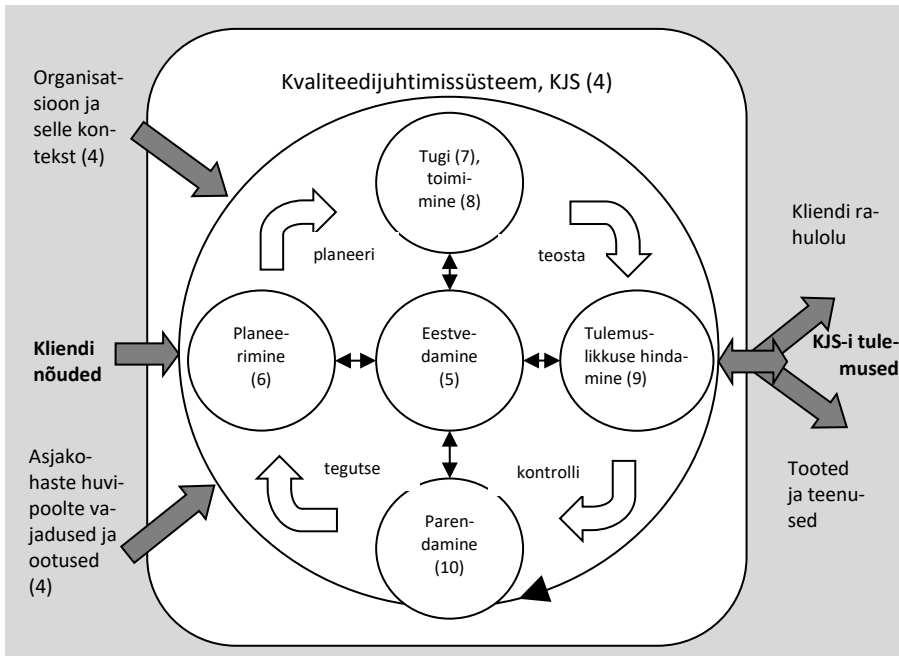 Kvaliteedijuhtimissüsteem, KJS (4)
Organisat-
sioon ja
selle kon-
tekst (4)
Tugi (7),
toimi-
mine (8)
Kliendi ra-
hulolu
planeeri
teosta
Kliendi
nõuded
Planee-
rimine
(6)
Eestve-
damine
(5)
Tulemus-
likkuse hinda-
mine (9)
KJS-i tule-
mused
Asjako-
haste huvi-
poolte va-
jadused ja
ootused
(4)
tegutse
kontrolli
Tooted
ja teenu-
sed
Paren-
damine
(10)